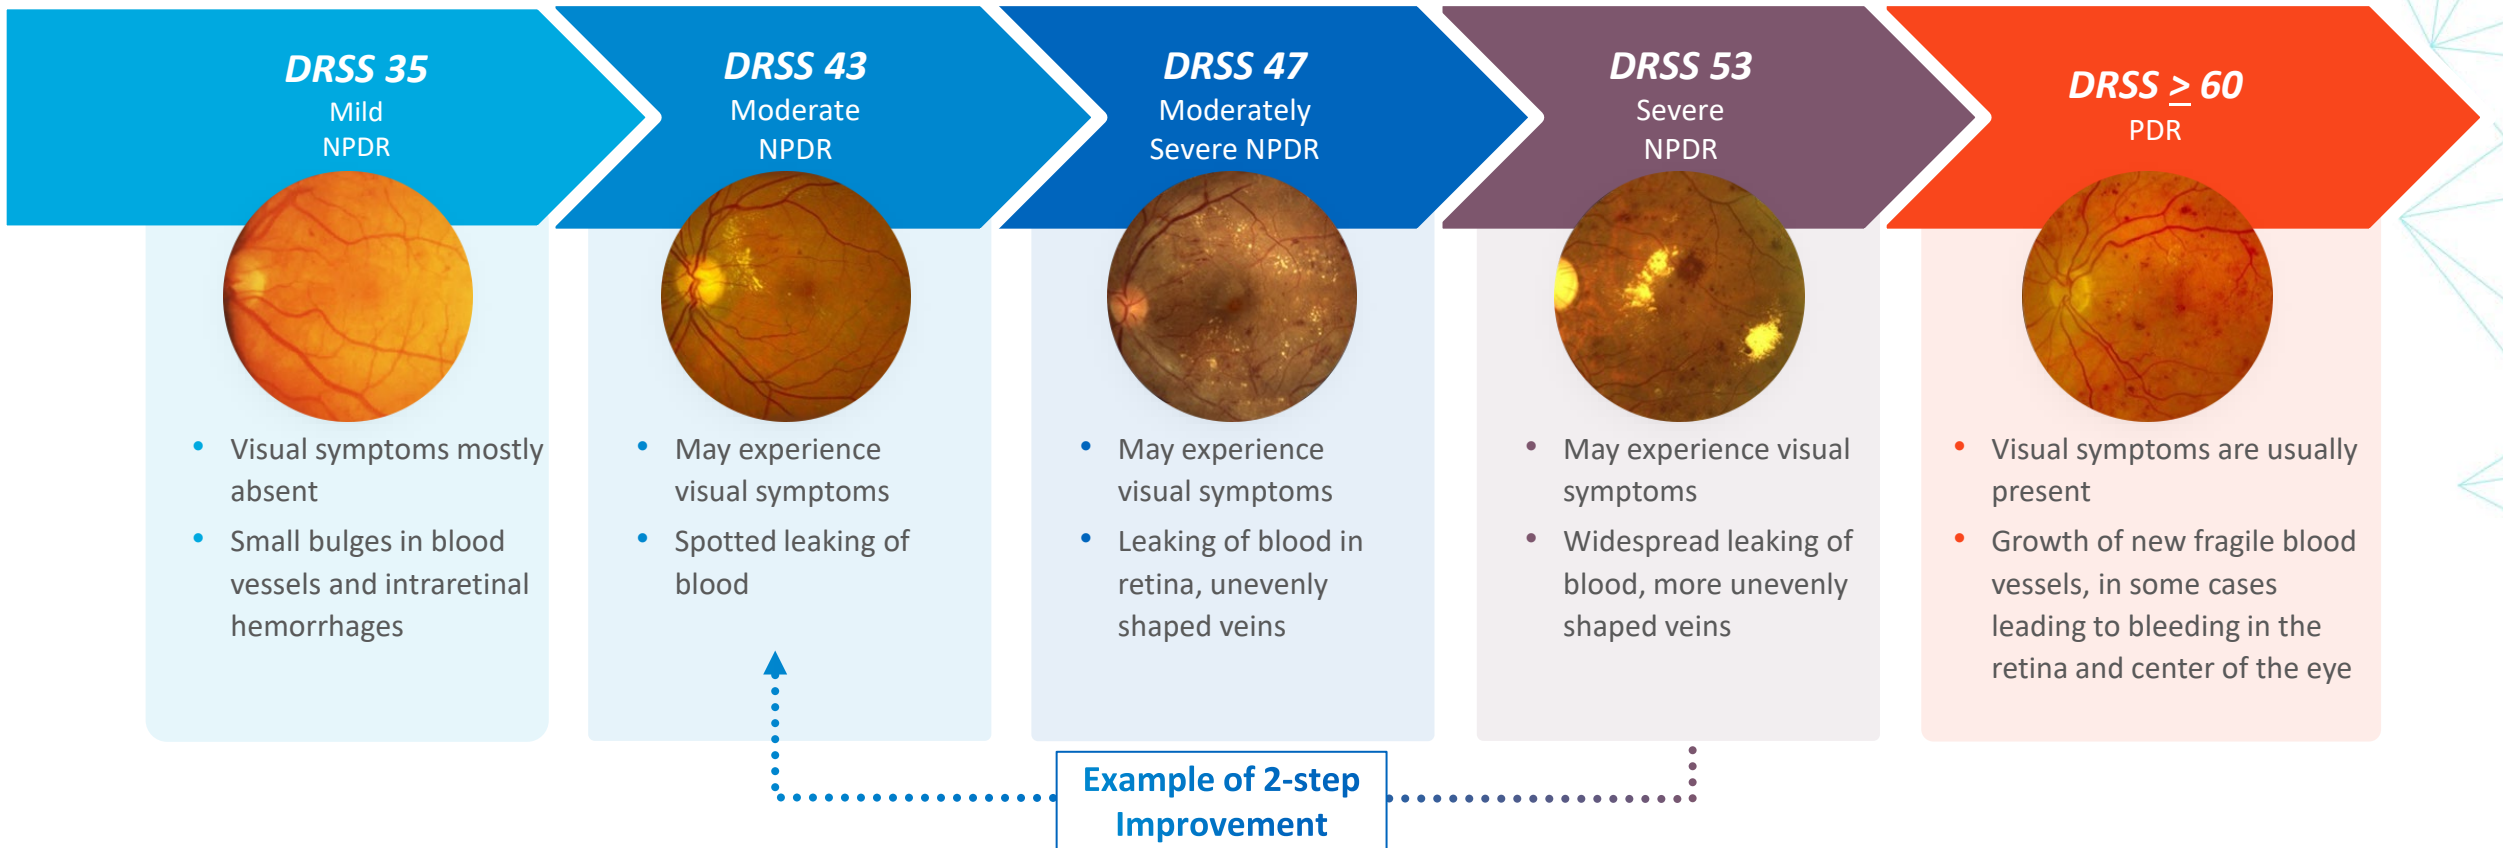 DRSS 35
Mild
NPDR
DRSS 43
Moderate
NPDR
DRSS 47
Moderately
Severe NPDR
DRSS 53
Severe
NPDR
DRSS ≥ 60
PDR
• Visual symptoms mostly
absent
• Small bulges in blood
vessels and intraretinal
hemorrhages
• May experience
visual symptoms
• Spotted leaking of
blood
• May experience
visual symptoms
• Leaking of blood in
retina, unevenly
shaped veins
• May experience visual
symptoms
• Widespread leaking of
blood, more unevenly
shaped veins
• Visual symptoms are usually
present
• Growth of new fragile blood
vessels, in some cases
leading to bleeding in the
retina and center of the eye
Example of 2-step
Improvement